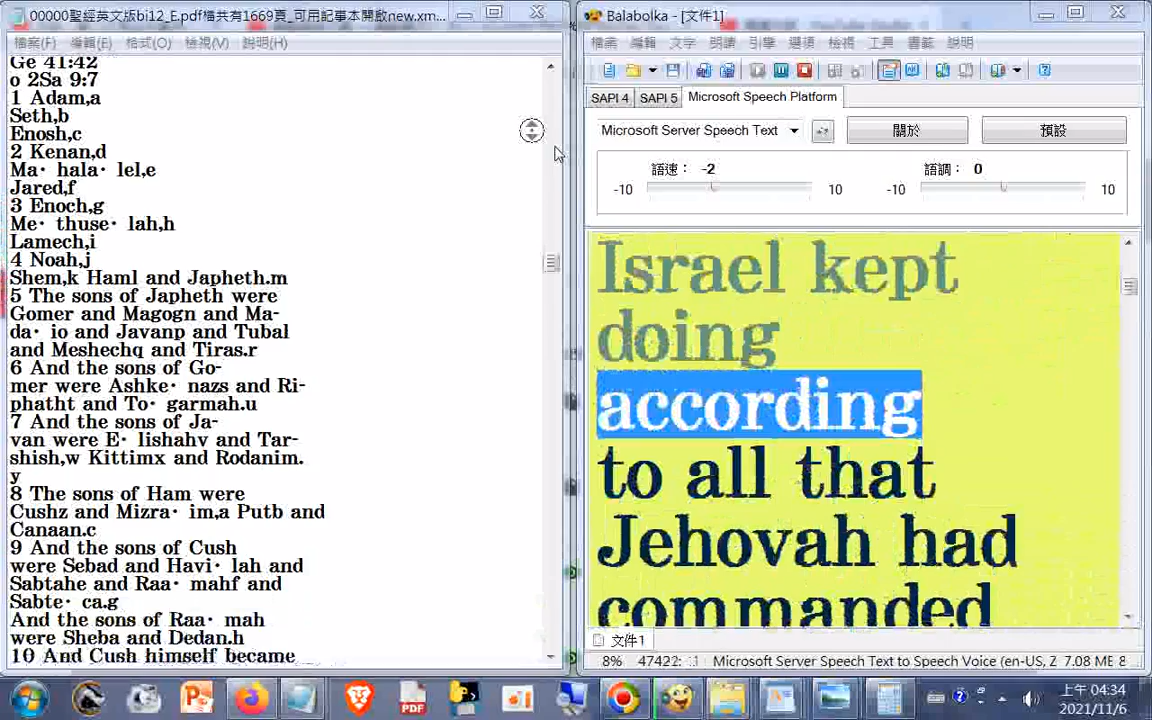 00000聖經英文版bi12_E.pdf檔共有1669頁_可用記事本開啟new.xm...
檔案(F) 編輯(E) 格式(O) 檢視(V) 說明(H)
Ge 41:42
o 2Sa 9:7
1 Adam,a
Seth,b
Enosh,c
2 Kenan,d
Ma· hala· lel,e
Jared,f
3 Enoch,g
Me· thuse· lah,h
Lamech,i
4 Noah,j
Shem,k Haml and Japheth.m
5 The sons of Japheth were
Gomer and Magogn and Ma-
da· io and Javanp and Tubal
and Meshechq and Tiras.r
6 And the sons of Go-
mer were Ashke· nazs and Ri-
phatht and To· garmah.u
7 And the sons of Ja-
van were E· lishahv and Tar-
shish,w Kittimx and Rodanim.
y
8 The sons of Ham were
Cushz and Mizra· im,a Putb and
Canaan.c
9 And the sons of Cush
were Sebad and Havi· lah and
Sabtahe and Raa· mahf and
Sabte· ca.g
And the sons of Raa· mah
were Sheba and Dedan.h
10 And Cush himself became
Balabolka - [文件1]
檔案 編輯 文字 朗讀 引擎 選項 檢視 工具 書籤 說明
SAPI 4 SAPI 5 Microsoft Speech Platform
Microsoft Server Speech Text 關於 預設
語速： -2 語調： 0
-10 10 -10 10
Israel kept
doing
according
to all that
Jehovah had
commanded
文件1
8% 47422: Microsoft Server Speech Text to Speech Voice (en-US, Z 7.08 MB 8
PDF
上午 04:34
2021/11/6